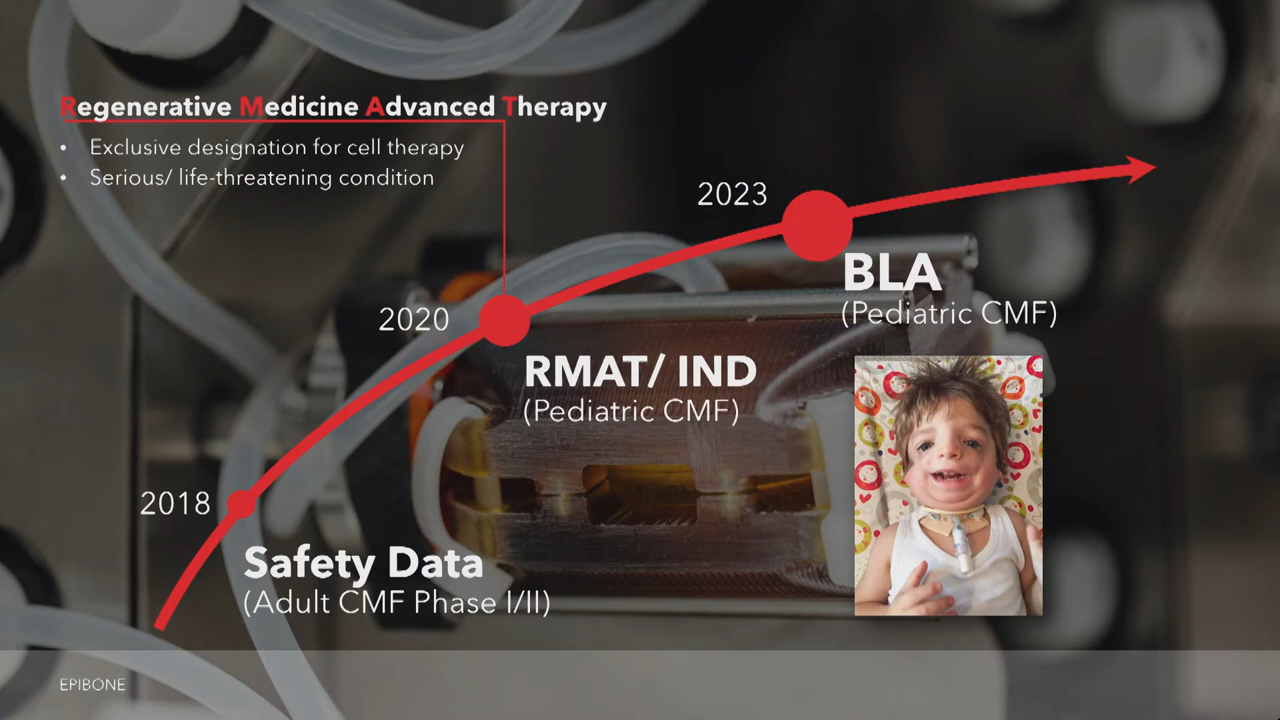 Regenerative Medicine Advanced Therapy
• Exclusive designation for cell therapy
• Serious/ life-threatening condition
2023
BLA
(Pediatric CMF)
2020
RMAT/ IND
(Pediatric CMF)
2018
Safety Data
(Adult CMF Phase I/II)
EPIBONE